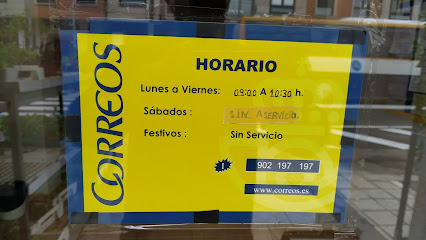 CORREOS
HORARIO
Lunes a Viernes: 09:00 A 10:30 h.
Sábados : SIN ASERVICIO
Festivos : Sin Servicio
902 197 197
www.correos.es